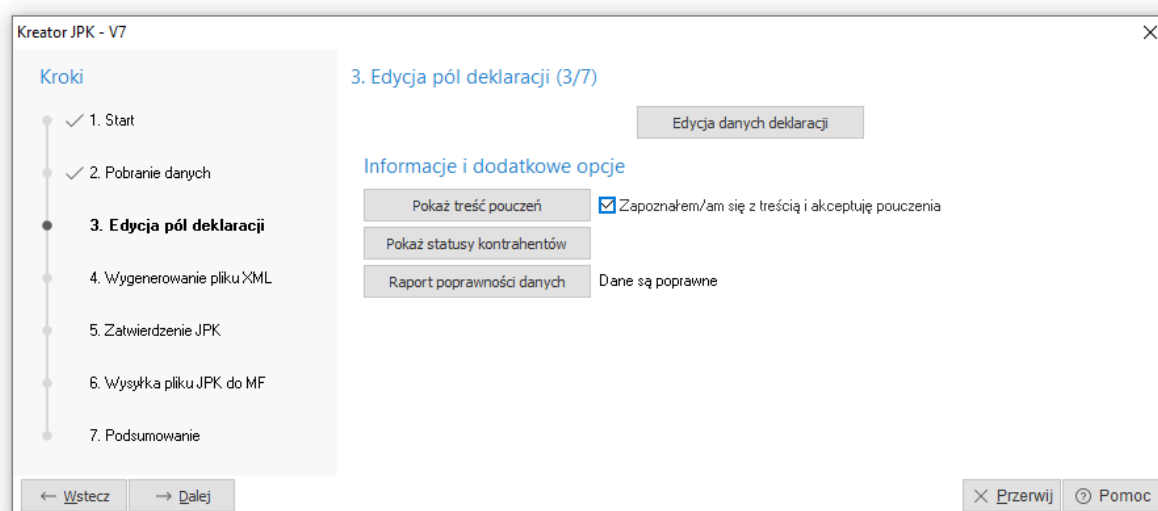 Kreator JPK - V7
Kroki
1. Start
2. Pobranie danych
3. Edycja pól deklaracji
4. Wygenerowanie pliku XML
5. Zatwierdzenie JPK
6. Wysyłka pliku JPK do MF
7. Podsumowanie
3. Edycja pól deklaracji (3/7)
Edycja danych deklaracji
Informacje i dodatkowe opcje
Pokaż treść pouczeń Zapoznałem/am się z treścią i akceptuję pouczenia
Pokaż statusy kontrahentów
Raport poprawności danych Dane są poprawne
Wstecz Dalej Przerwij Pomoc